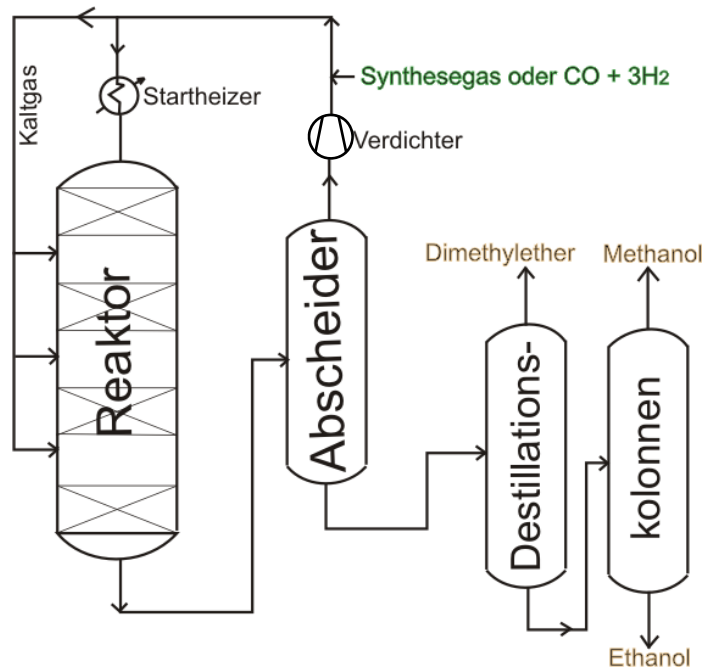 Kaltgas
Startheizer
Synthesegas oder CO + 3H2
Verdichter
Reaktor
Abscheider
Dimethylether
Methanol
Destillations-
kolonnen
Ethanol